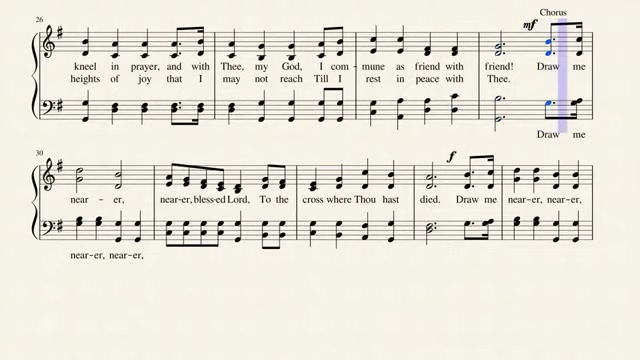 Chorus
26
mf
kneel in prayer, and with Thee, my God, I com - mune as friend with friend! Draw me
heights of joy that I may not reach Till I rest in peace with Thee.
Draw me
30
f
near - er, near-er, bless-ed Lord, To the cross where Thou hast died. Draw me near-er, near-er,
near-er, near-er,